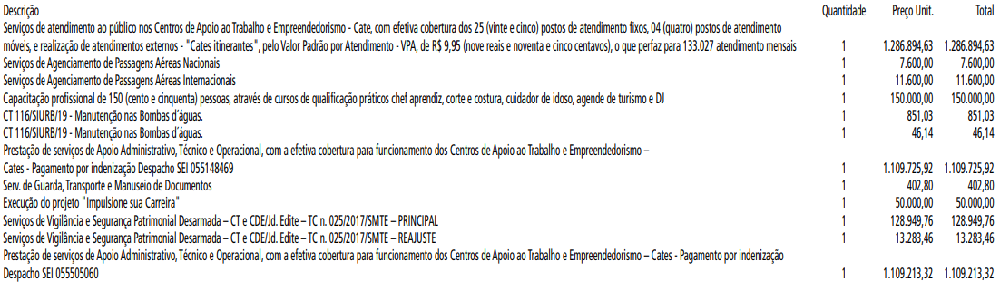 Descrição Quantidade Preço Unit. Total
Serviços de atendimento ao público nos Centros de Apoio ao Trabalho e Empreendedorismo - Cate, com efetiva cobertura dos 25 (vinte e cinco) postos de atendimento fixos, 04 (quatro) postos de atendimento
móveis, e realização de atendimentos externos - "Cates itinerantes", pelo Valor Padrão por Atendimento - VPA, de R$ 9,95 (nove reais e noventa e cinco centavos), o que perfaz para 133.027 atendimento mensais 1 1.286.894,63 1.286.894,63
Serviços de Agenciamento de Passagens Aéreas Nacionais 1 7.600,00 7.600,00
Serviços de Agenciamento de Passagens Aéreas Internacionais 1 11.600,00 11.600,00
Capacitação profissional de 150 (cento e cinquenta) pessoas, através de cursos de qualificação práticos chef aprendiz, corte e costura, cuidador de idoso, agende de turismo e DJ 1 150.000,00 150.000,00
CT 116/SIURB/19 - Manutenção nas Bombas d´águas. 1 851,03 851,03
CT 116/SIURB/19 - Manutenção nas Bombas d´águas. 1 46,14 46,14
Prestação de serviços de Apoio Administrativo, Técnico e Operacional, com a efetiva cobertura para funcionamento dos Centros de Apoio ao Trabalho e Empreendedorismo –
Cates - Pagamento por indenização Despacho SEI 055148469 1 1.109.725,92 1.109.725,92
Serv. de Guarda, Transporte e Manuseio de Documentos 1 402,80 402,80
Execução do projeto "Impulsione sua Carreira" 1 50.000,00 50.000,00
Serviços de Vigilância e Segurança Patrimonial Desarmada – CT e CDE/Jd. Edite – TC n. 025/2017/SMTE – PRINCIPAL 1 128.949,76 128.949,76
Serviços de Vigilância e Segurança Patrimonial Desarmada – CT e CDE/Jd. Edite – TC n. 025/2017/SMTE – REAJUSTE 1 13.283,46 13.283,46
Prestação de serviços de Apoio Administrativo, Técnico e Operacional, com a efetiva cobertura para funcionamento dos Centros de Apoio ao Trabalho e Empreendedorismo – Cates - Pagamento por indenização
Despacho SEI 055505060 1 1.109.213,32 1.109.213,32